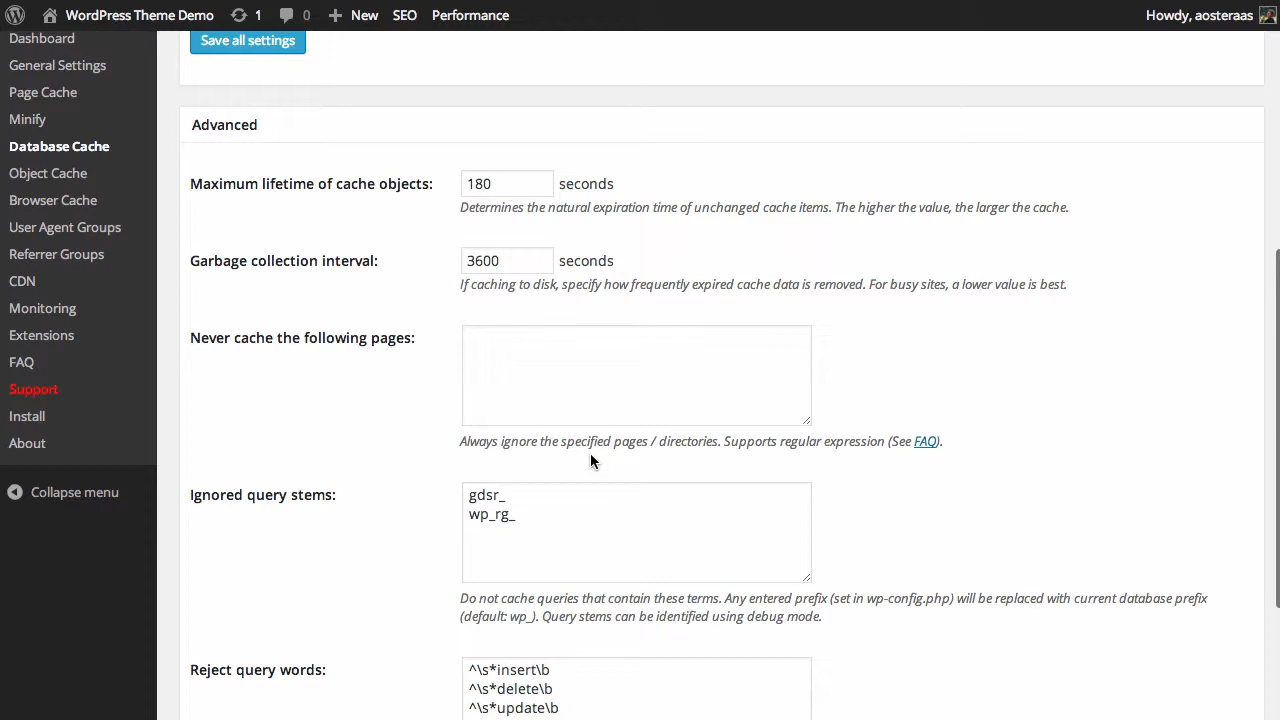 WordPress Theme Demo 1 0 New SEO Performance Howdy, aosteraas
Dashboard
General Settings
Page Cache
Minify
Database Cache
Object Cache
Browser Cache
User Agent Groups
Referrer Groups
CDN
Monitoring
Extensions
FAQ
Support
Install
About
Collapse menu
Save all settings
Advanced
Maximum lifetime of cache objects: 180 seconds
Determines the natural expiration time of unchanged cache items. The higher the value, the larger the cache.
Garbage collection interval: 3600 seconds
If caching to disk, specify how frequently expired cache data is removed. For busy sites, a lower value is best.
Never cache the following pages:
Always ignore the specified pages / directories. Supports regular expression (See FAQ).
Ignored query stems: gdsr_
wp_rg_
Do not cache queries that contain these terms. Any entered prefix (set in wp-config.php) will be replaced with current database prefix
(default: wp_). Query stems can be identified using debug mode.
Reject query words: ^\s*insert\b
^\s*delete\b
^\s*update\b